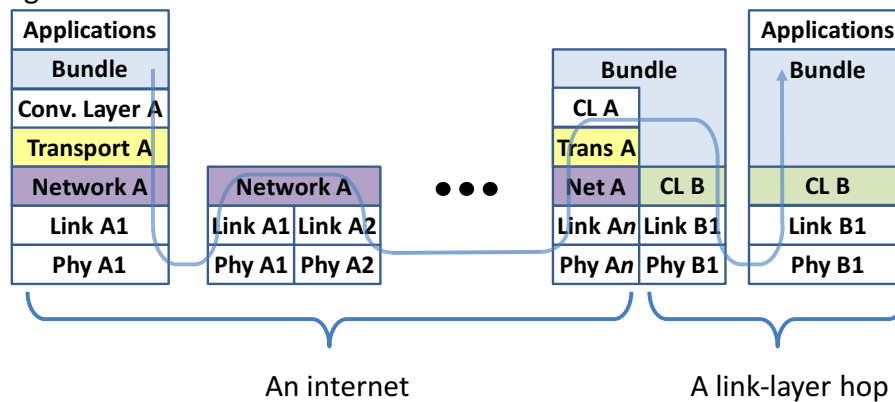 Applications
Bundle
Conv. Layer A
Transport A
Network A
Link A1
Phy A1
Network A
Link A1 Link A2
Phy A1 Phy A2
•••
Bundle
CL A
Trans A
Net A CL B
Link An Link B1
Phy An Phy B1
Applications
Bundle
CL B
Link B1
Phy B1
An internet
A link-layer hop